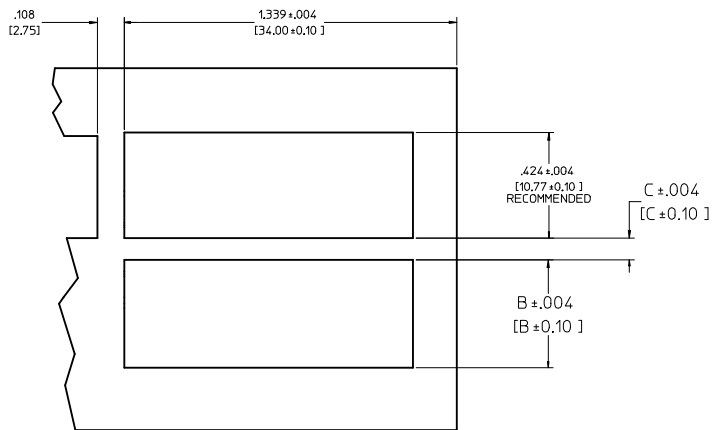 .108
[2.75]
1.339±.004
[34.00±0.10 ]
.424±.004
[10.77±0.10 ]
RECOMMENDED
C±.004
[C±0.10 ]
B±.004
[B±0.10 ]